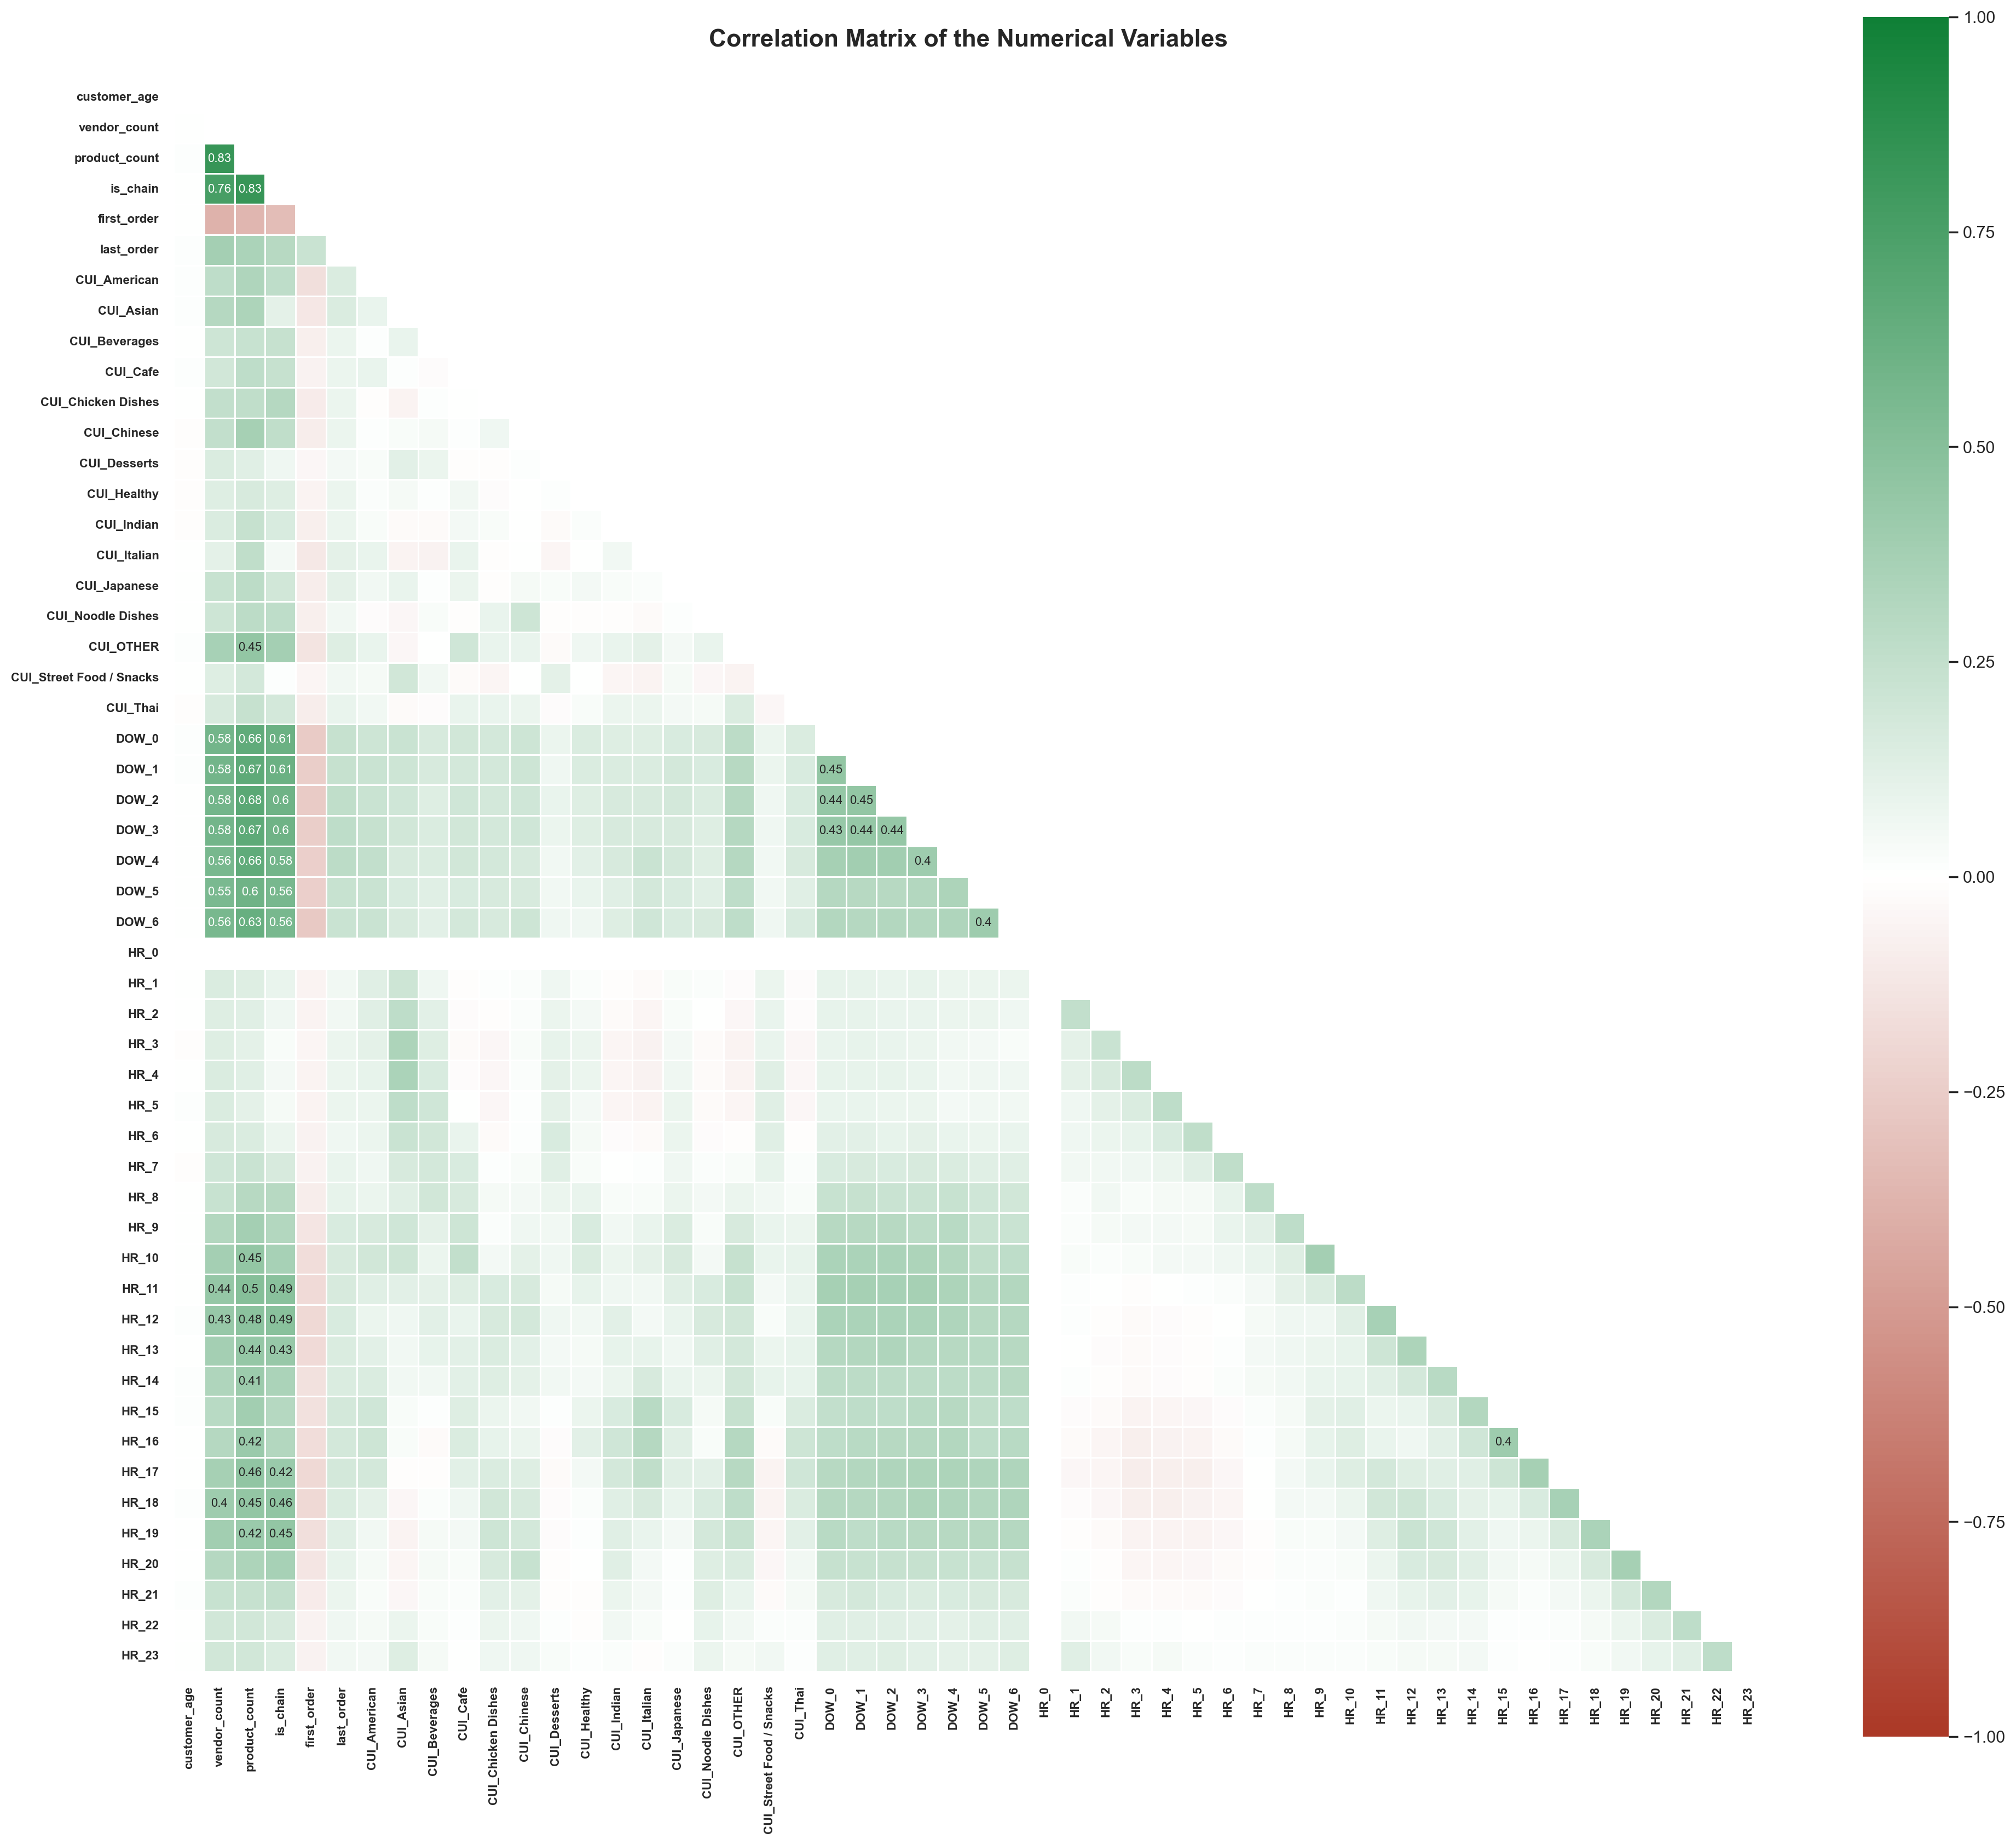 Correlation Matrix of the Numerical Variables
1.00
customer_age
vendor_count
product_count 0.83
is_chain 0.76 0.83
first_order
last_order
0.75
CUI_American
CUI_Asian
CUI_Beverages
CUI_Cafe
CUI_Chicken Dishes
CUI_Chinese
0.50
CUI_Desserts
CUI_Healthy
CUI_Indian
CUI_Italian
CUI_Japanese
CUI_Noodle Dishes
CUI_OTHER 0.45
0.25
CUI_Street Food / Snacks
CUI_Thai
DOW_0 0.58 0.66 0.61
DOW_1 0.58 0.67 0.61 0.45
DOW_2 0.58 0.68 0.6 0.44 0.45
DOW_3 0.58 0.67 0.6 0.43 0.44 0.44
DOW_4 0.56 0.66 0.58 0.4
0.00
DOW_5 0.55 0.6 0.56
DOW_6 0.56 0.63 0.56 0.4
HR_0
HR_1
HR_2
HR_3
HR_4
−0.25
HR_5
HR_6
HR_7
HR_8
HR_9
HR_10 0.45
HR_11 0.44 0.5 0.49
−0.50
HR_12 0.43 0.48 0.49
HR_13 0.44 0.43
HR_14 0.41
HR_15
HR_16 0.42 0.4
HR_17 0.46 0.42
HR_18 0.4 0.45 0.46
−0.75
HR_19 0.42 0.45
HR_20
HR_21
HR_22
HR_23
−1.00
customer_age
vendor_count
product_count
is_chain
first_order
last_order
CUI_American
CUI_Asian
CUI_Beverages
CUI_Cafe
CUI_Chicken Dishes
CUI_Chinese
CUI_Desserts
CUI_Healthy
CUI_Indian
CUI_Italian
CUI_Japanese
CUI_Noodle Dishes
CUI_OTHER
CUI_Street Food / Snacks
CUI_Thai
DOW_0
DOW_1
DOW_2
DOW_3
DOW_4
DOW_5
DOW_6
HR_0
HR_1
HR_2
HR_3
HR_4
HR_5
HR_6
HR_7
HR_8
HR_9
HR_10
HR_11
HR_12
HR_13
HR_14
HR_15
HR_16
HR_17
HR_18
HR_19
HR_20
HR_21
HR_22
HR_23